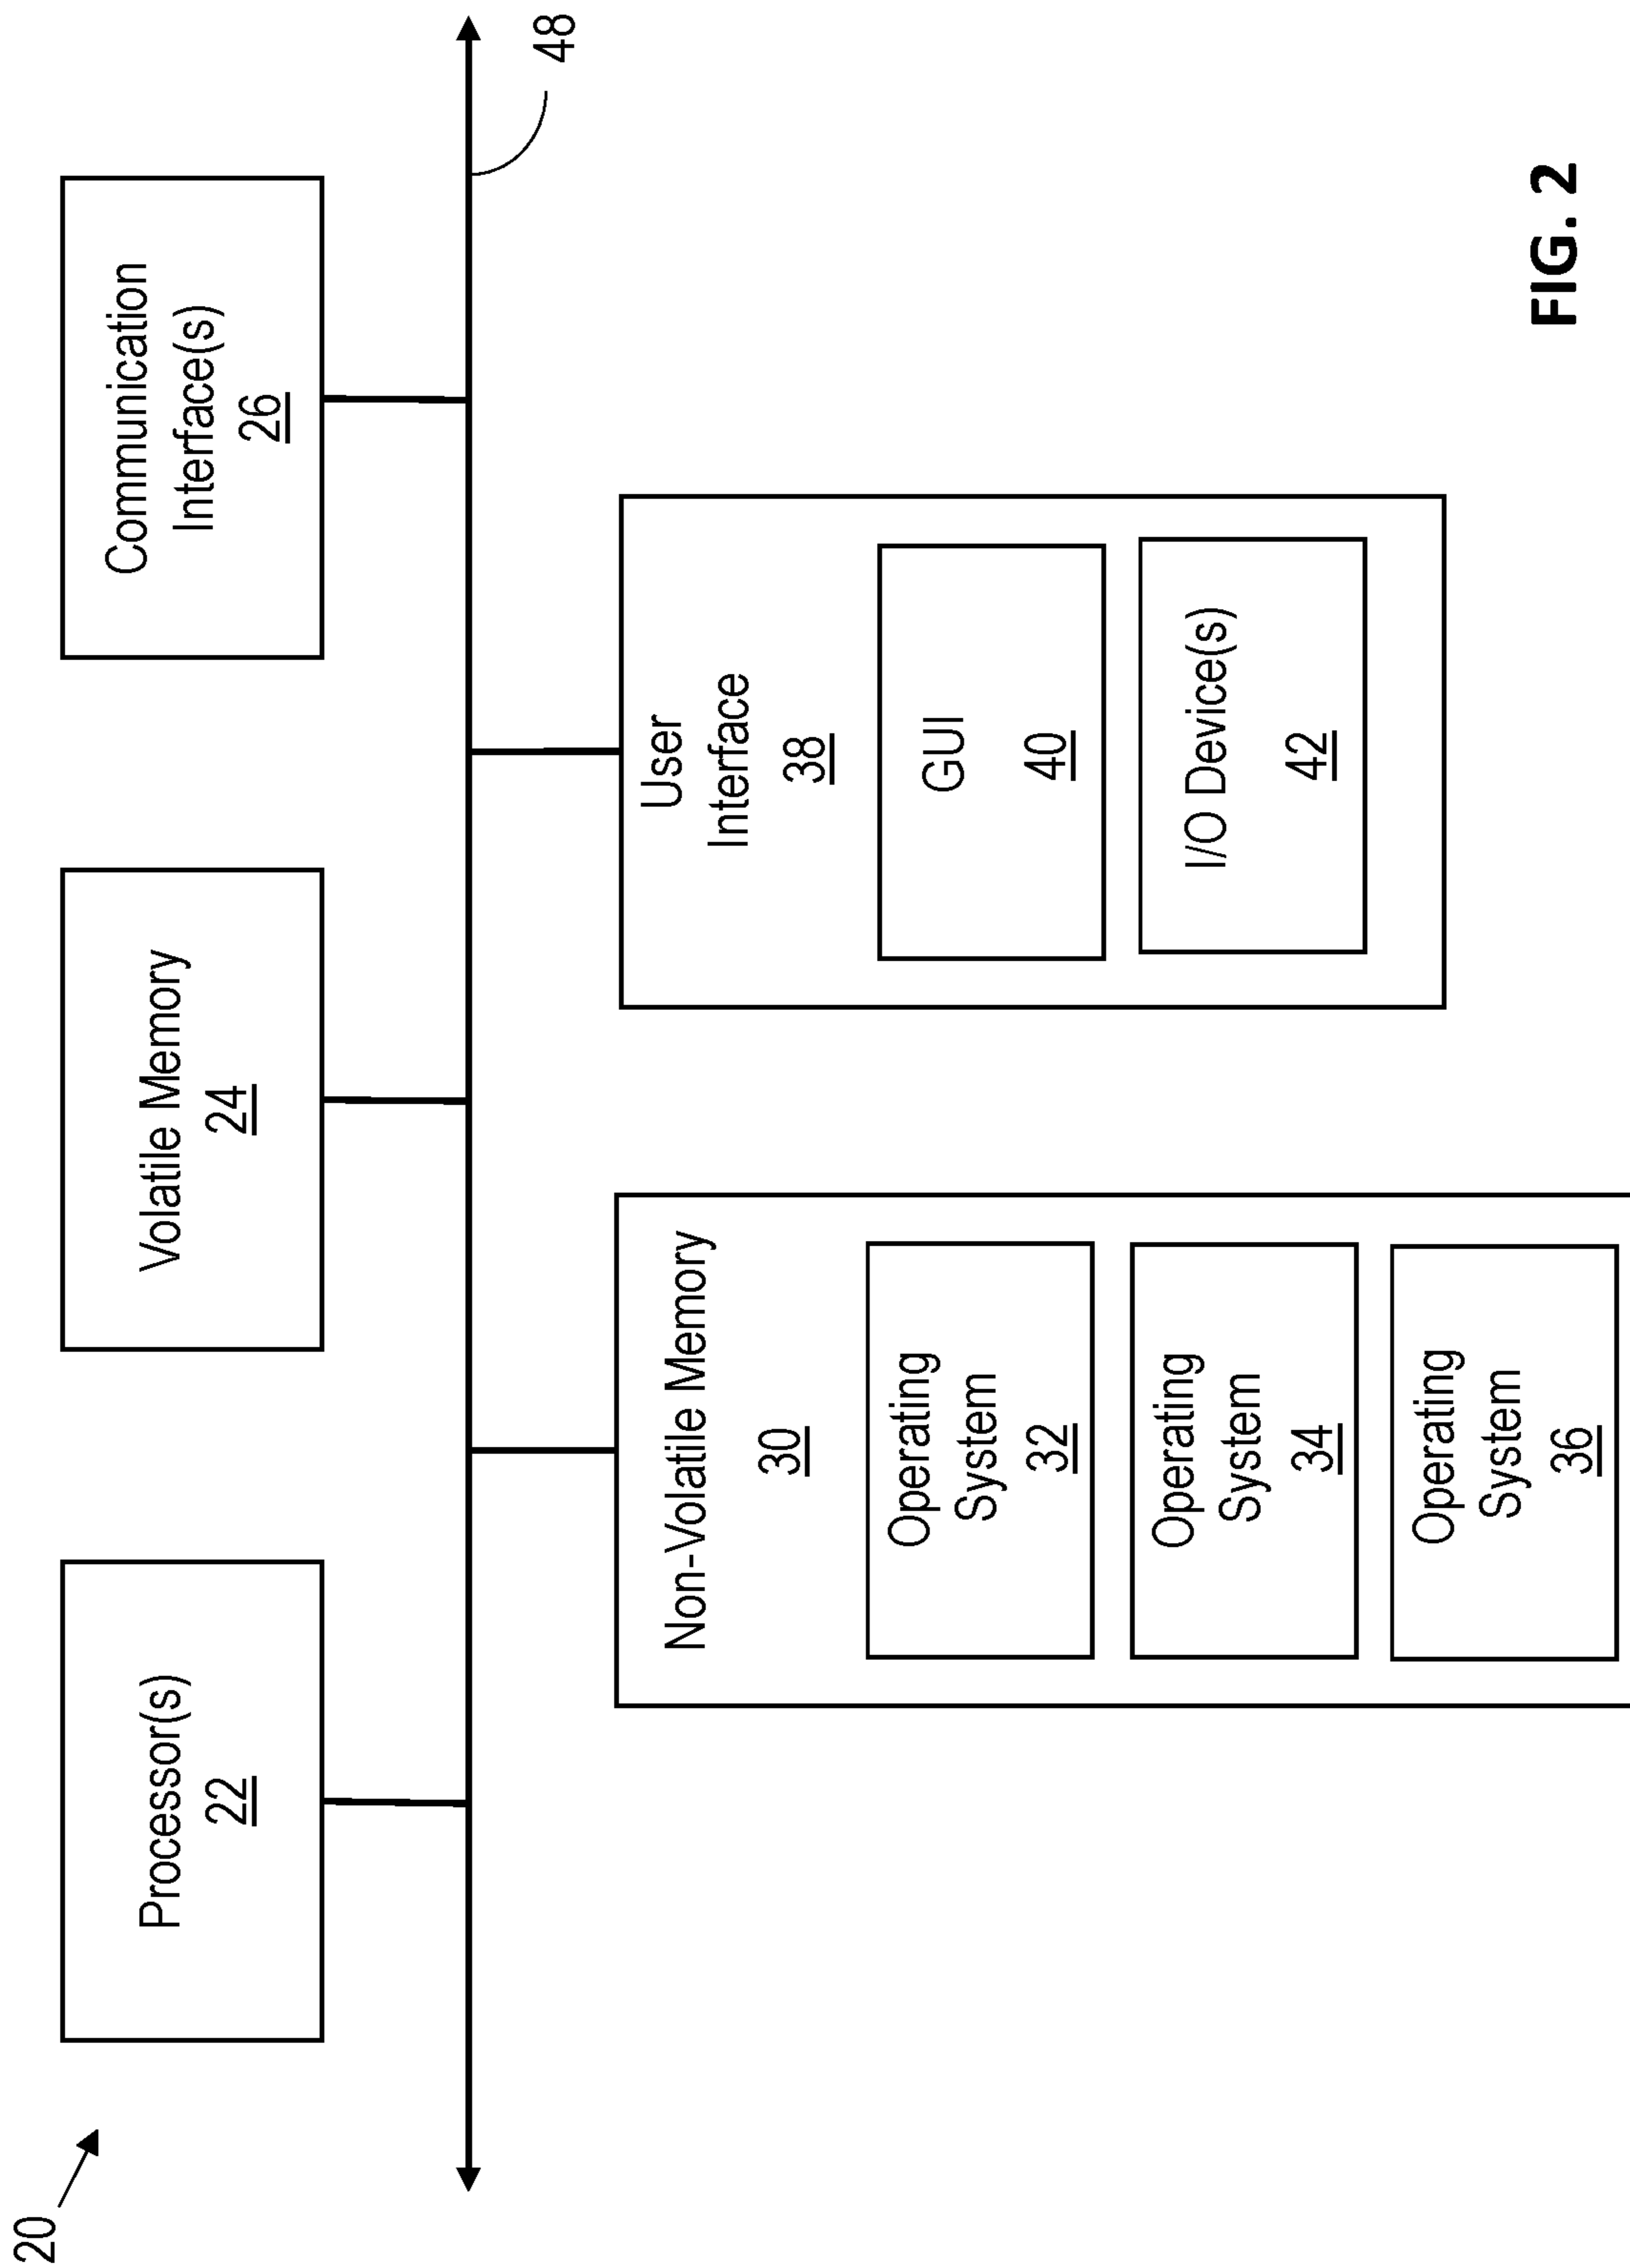 20
Processor(s)
22
Volatile Memory
24
Communication
Interface(s)
26
48
Non-Volatile Memory
30
Operating
System
32
Operating
System
34
Operating
System
36
User
Interface
38
GUI
40
I/O Device(s)
42
FIG. 2